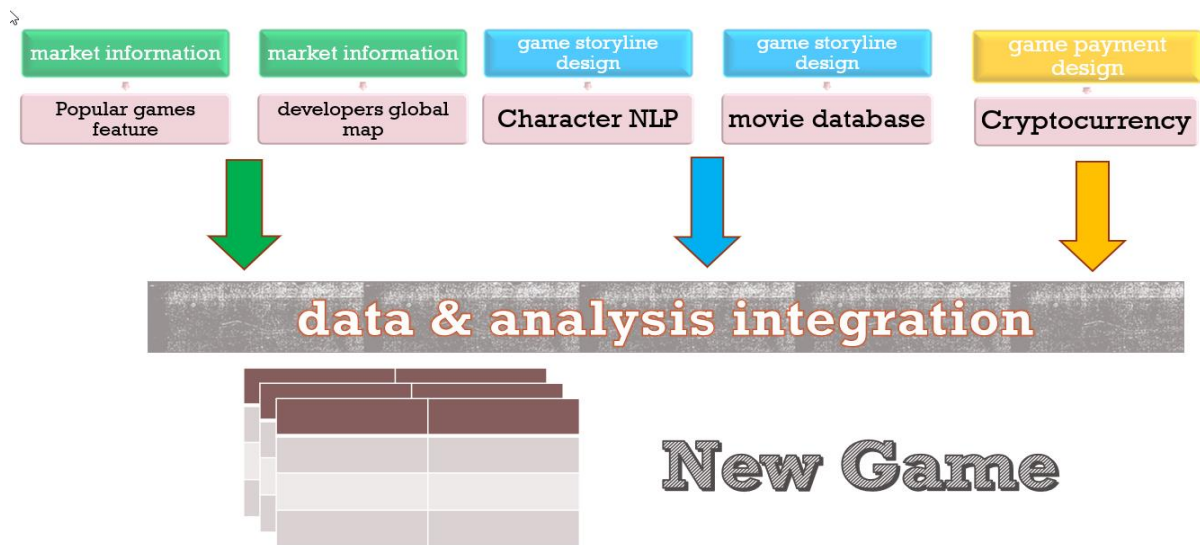 market information
market information
game storyline
design
game storyline
design
game payment
design
Popular games
feature
developers global
map
Character NLP
movie database
Cryptocurrency
data & analysis integration
New Game